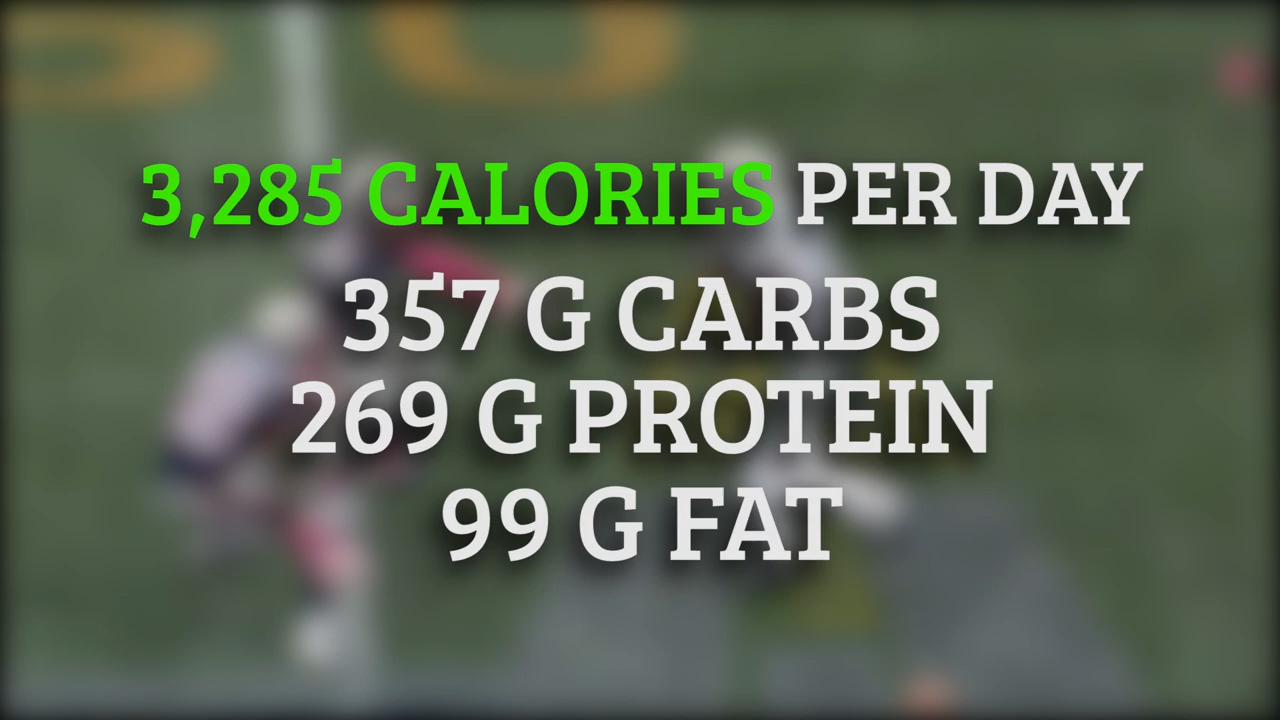 3,285 CALORIES PER DAY
357 G CARBS
269 G PROTEIN
99 G FAT